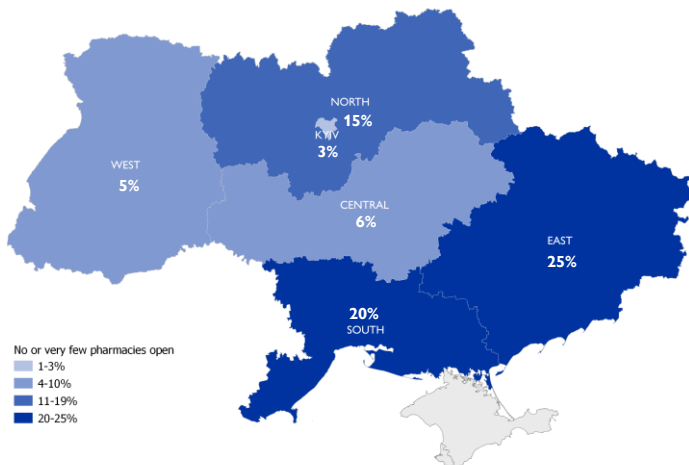 NORTH
15%
KYIV
3%
WEST
5%
CENTRAL
6%
EAST
25%
20%
SOUTH
No or very few pharmacies open
1-3%
4-10%
11-19%
20-25%